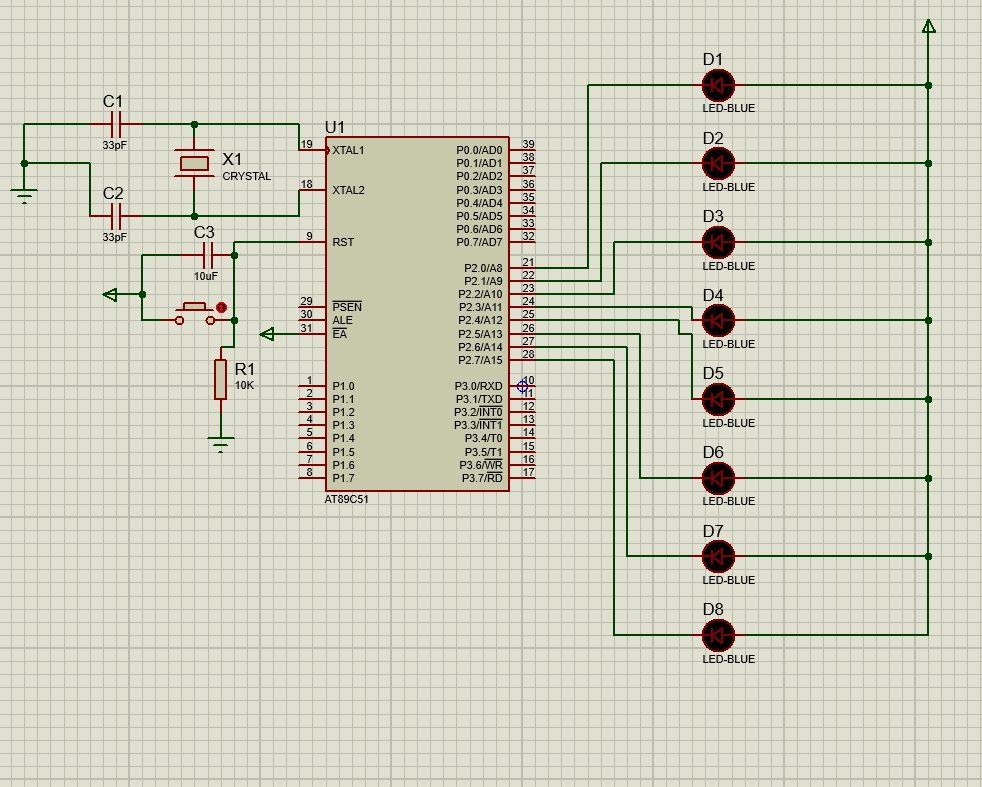 C1
33pF
X1
CRYSTAL
C2
33pF
C3
10uF
R1
10K
U1
19 XTAL1
18 XTAL2
9 RST
29 PSEN
30 ALE
31 EA
1 P1.0
2 P1.1
3 P1.2
4 P1.3
5 P1.4
6 P1.5
7 P1.6
8 P1.7
P0.0/AD0 39
P0.1/AD1 38
P0.2/AD2 37
P0.3/AD3 36
P0.4/AD4 35
P0.5/AD5 34
P0.6/AD6 33
P0.7/AD7 32
P2.0/A8 21
P2.1/A9 22
P2.2/A10 23
P2.3/A11 24
P2.4/A12 25
P2.5/A13 26
P2.6/A14 27
P2.7/A15 28
P3.0/RXD 10
P3.1/TXD 11
P3.2/INT0 12
P3.3/INT1 13
P3.4/T0 14
P3.5/T1 15
P3.6/WR 16
P3.7/RD 17
AT89C51
D1
LED-BLUE
D2
LED-BLUE
D3
LED-BLUE
D4
LED-BLUE
D5
LED-BLUE
D6
LED-BLUE
D7
LED-BLUE
D8
LED-BLUE